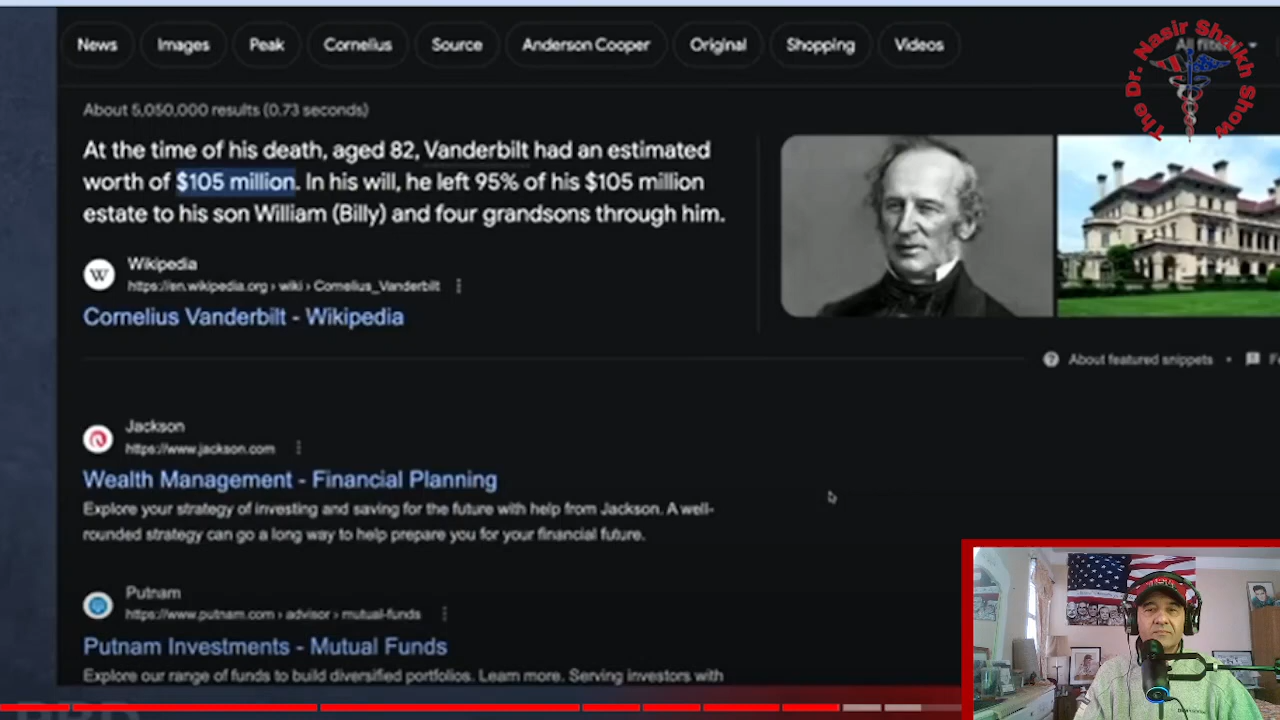 News Images Peak Cornelius Source Anderson Cooper Original Shopping Videos
The Dr. Nasir Shaikh Show
About 5,050,000 results (0.73 seconds)
At the time of his death, aged 82, Vanderbilt had an estimated
worth of $105 million. In his will, he left 95% of his $105 million
estate to his son William (Billy) and four grandsons through him.
W Wikipedia
https://en.wikipedia.org › wiki › Cornelius_Vanderbilt
Cornelius Vanderbilt - Wikipedia
About featured snippets
Jackson
https://www.jackson.com
Wealth Management - Financial Planning
Explore your strategy of investing and saving for the future with help from Jackson. A well-
rounded strategy can go a long way to help prepare you for your financial future.
Putnam
https://www.putnam.com › advisor › mutual-funds
Putnam Investments - Mutual Funds
Explore our range of funds to build diversified portfolios. Learn more. Serving investors with